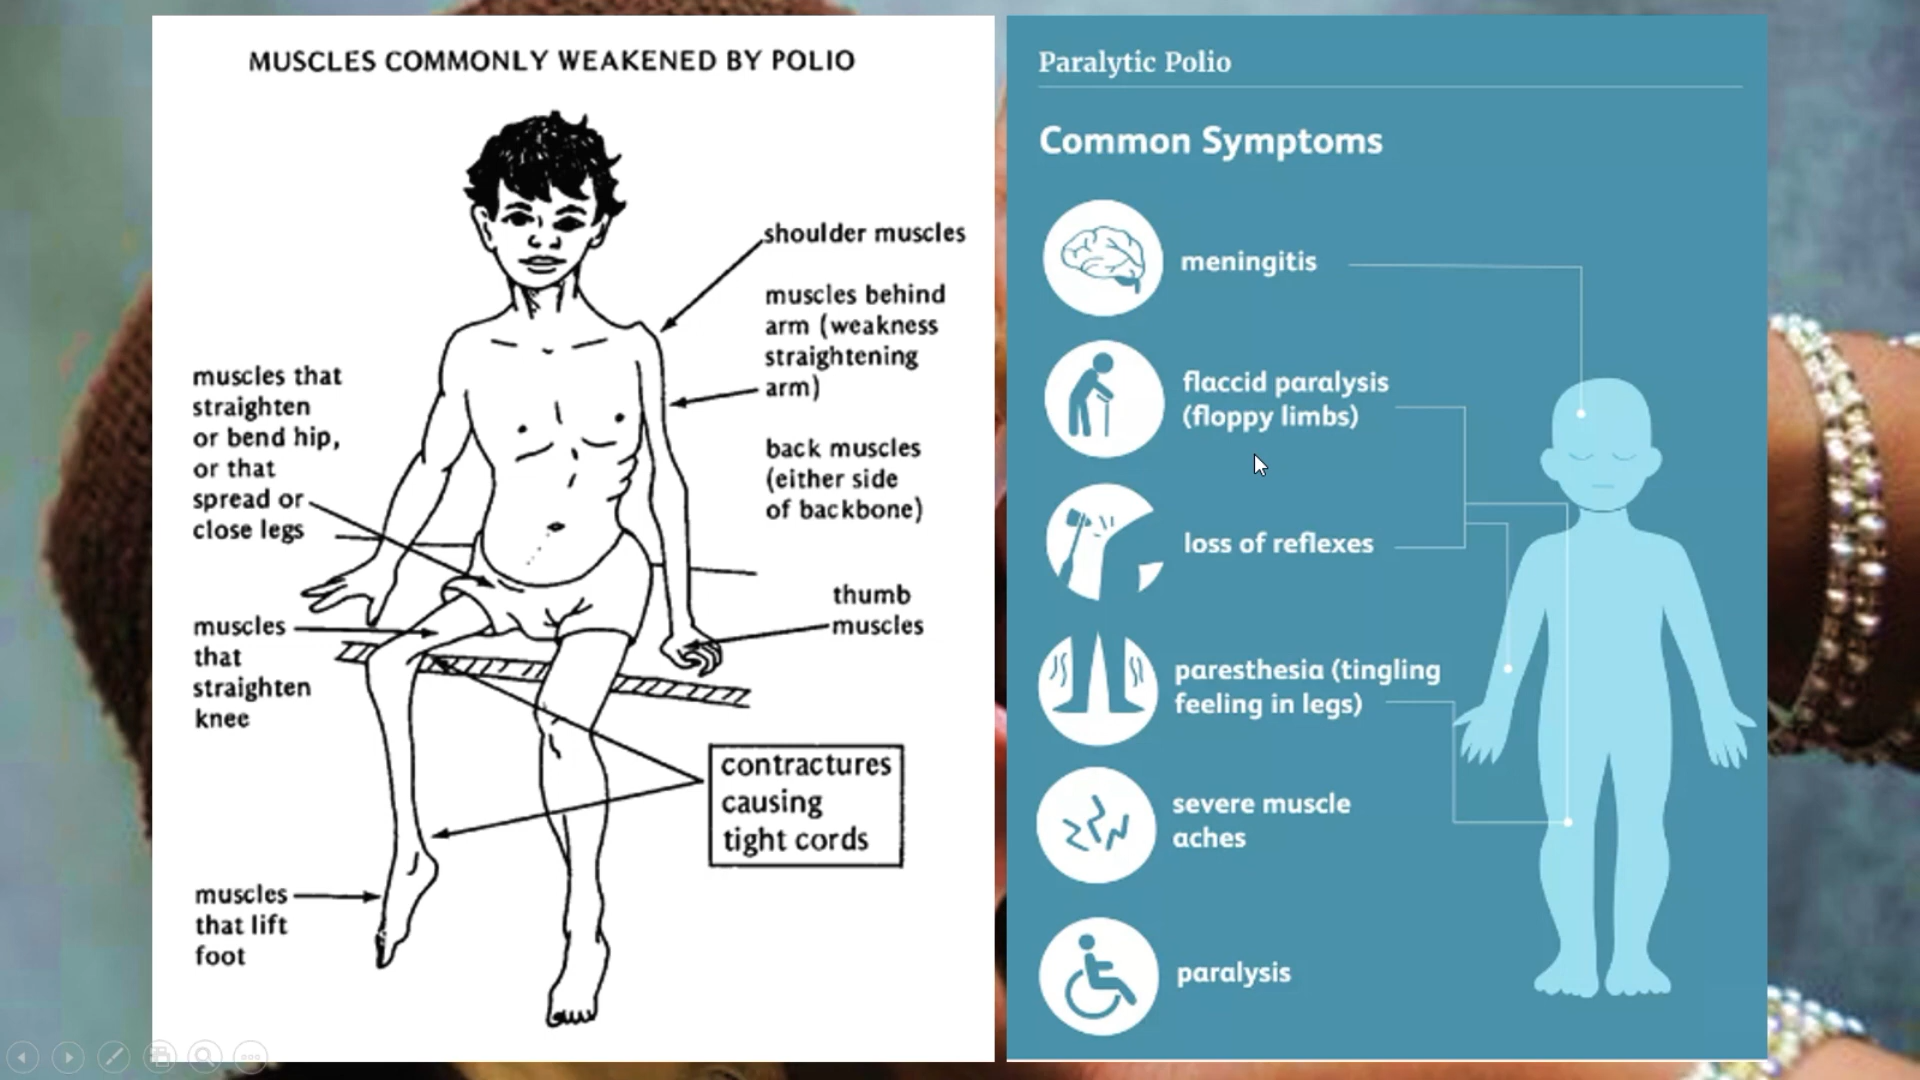 MUSCLES COMMONLY WEAKENED BY POLIO
shoulder muscles
muscles behind
arm (weakness
straightening
arm)
muscles that
straighten
or bend hip,
or that
spread or
close legs
back muscles
(either side
of backbone)
thumb
muscles
muscles
that
straighten
knee
contractures
causing
tight cords
muscles
that lift
foot
Paralytic Polio
Common Symptoms
meningitis
flaccid paralysis
(floppy limbs)
loss of reflexes
paresthesia (tingling
feeling in legs)
severe muscle
aches
paralysis